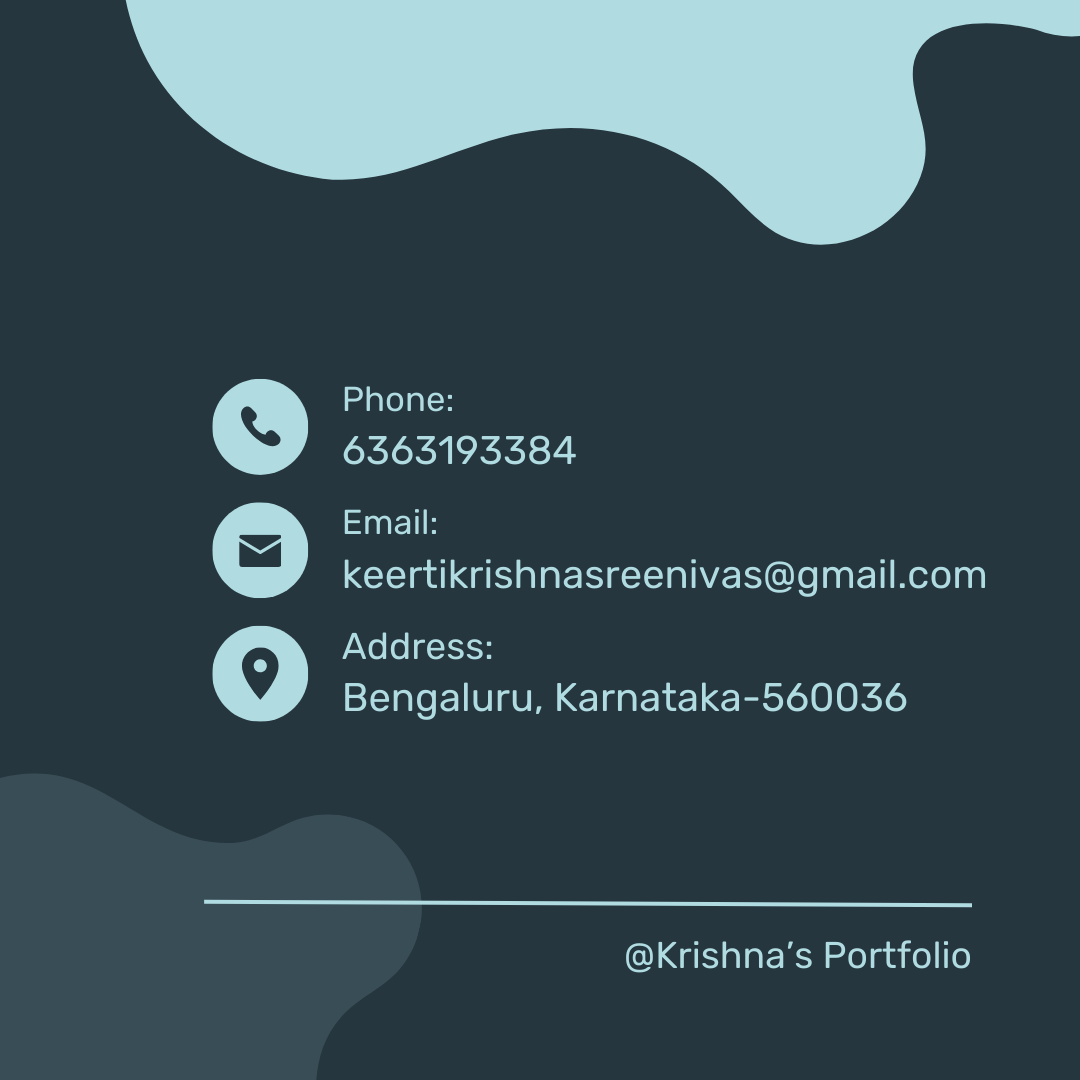 Phone:
6363193384
Email:
keertikrishnasreenivas@gmail.com
Address:
Bengaluru, Karnataka-560036
@Krishna’s Portfolio